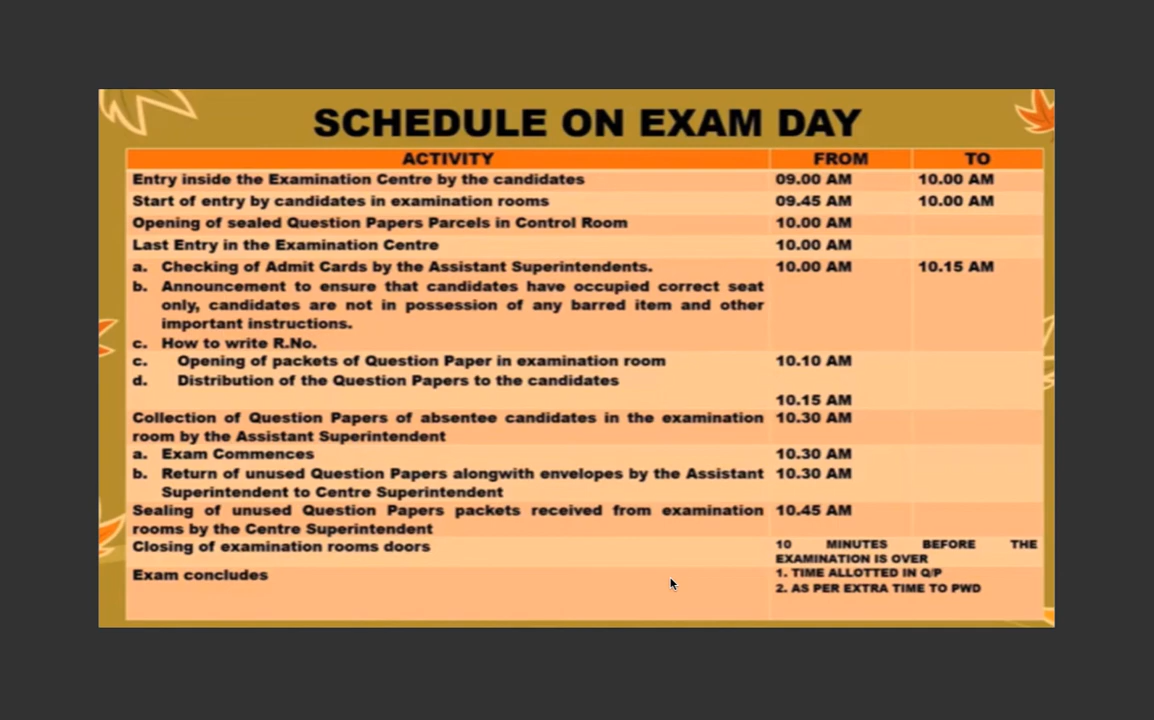 SCHEDULE ON EXAM DAY
ACTIVITY FROM TO
Entry inside the Examination Centre by the candidates 09.00 AM 10.00 AM
Start of entry by candidates in examination rooms 09.45 AM 10.00 AM
Opening of sealed Question Papers Parcels in Control Room 10.00 AM
Last Entry in the Examination Centre 10.00 AM
a. Checking of Admit Cards by the Assistant Superintendents. 10.00 AM 10.15 AM
b. Announcement to ensure that candidates have occupied correct seat
only, candidates are not in possession of any barred item and other
important instructions.
c. How to write R.No.
c. Opening of packets of Question Paper in examination room 10.10 AM
d. Distribution of the Question Papers to the candidates
10.15 AM
Collection of Question Papers of absentee candidates in the examination 10.30 AM
room by the Assistant Superintendent
a. Exam Commences 10.30 AM
b. Return of unused Question Papers alongwith envelopes by the Assistant 10.30 AM
Superintendent to Centre Superintendent
Sealing of unused Question Papers packets received from examination 10.45 AM
rooms by the Centre Superintendent
Closing of examination rooms doors 10 MINUTES BEFORE THE
EXAMINATION IS OVER
Exam concludes 1. TIME ALLOTTED IN Q/P
2. AS PER EXTRA TIME TO PWD